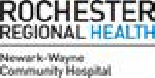 ROCHESTER
REGIONAL HEALTH
Newark-Wayne
Community Hospital